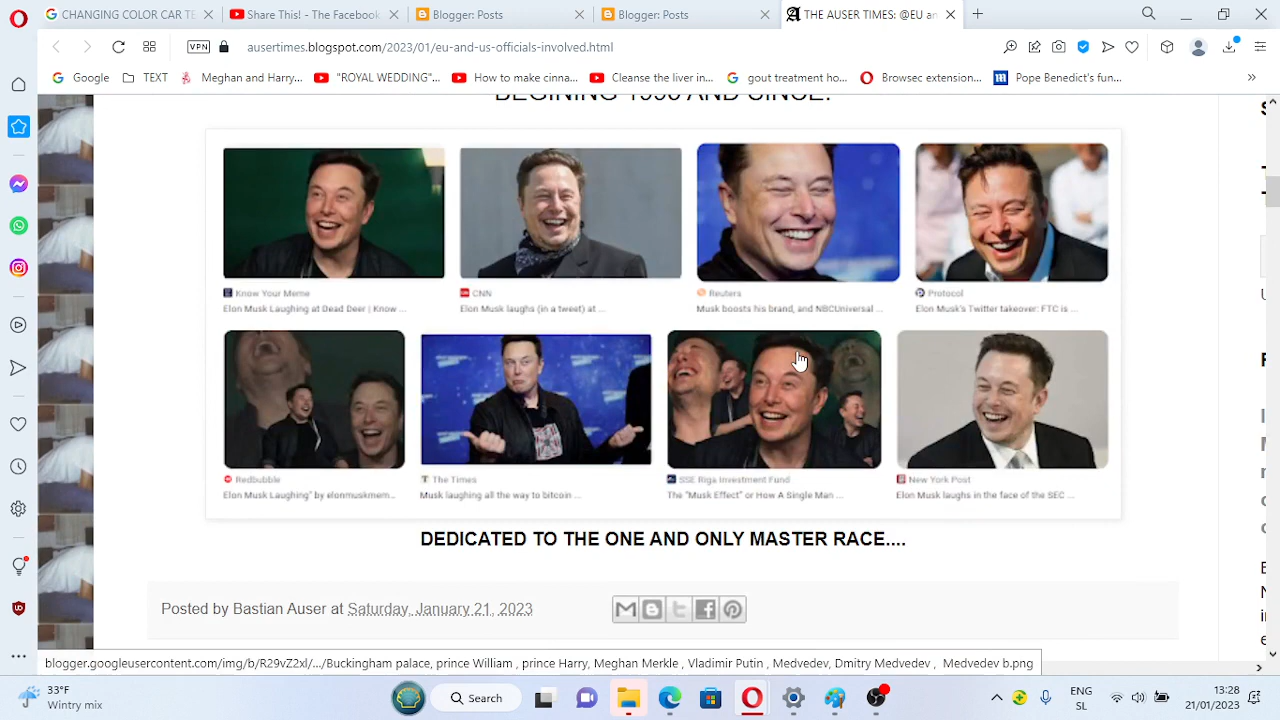 CHANGING COLOR CAR TE
Share This! - The Facebook
Blogger: Posts
Blogger: Posts
THE AUSER TIMES: @EU an
VPN
ausertimes.blogspot.com/2023/01/eu-and-us-officials-involved.html
Google
TEXT
Meghan and Harry...
"ROYAL WEDDING"...
How to make cinna...
Cleanse the liver in...
gout treatment ho...
Browsec extension...
Pope Benedict's fun...
BEGINING 1990 AND SINCE!
Know Your Meme
Elon Musk Laughing at Dead Deer | Know ...
CNN
Elon Musk laughs (in a tweet) at ...
Reuters
Musk boosts his brand, and NBCUniversal ...
Protocol
Elon Musk's Twitter takeover: FTC is ...
Redbubble
Elon Musk Laughing" by elonmuskmem...
The Times
Musk laughing all the way to bitcoin ...
SSE Riga Investment Fund
The "Musk Effect" or How A Single Man ...
New York Post
Elon Musk laughs in the face of the SEC ...
DEDICATED TO THE ONE AND ONLY MASTER RACE....
Posted by Bastian Auser at Saturday, January 21, 2023
blogger.googleusercontent.com/img/b/R29vZ2xl/.../Buckingham palace, prince William , prince Harry, Meghan Merkle , Vladimir Putin , Medvedev, Dmitry Medvedev , Medvedev b.png
33°F
Wintry mix
Search
ENG
SL
13:28
21/01/2023